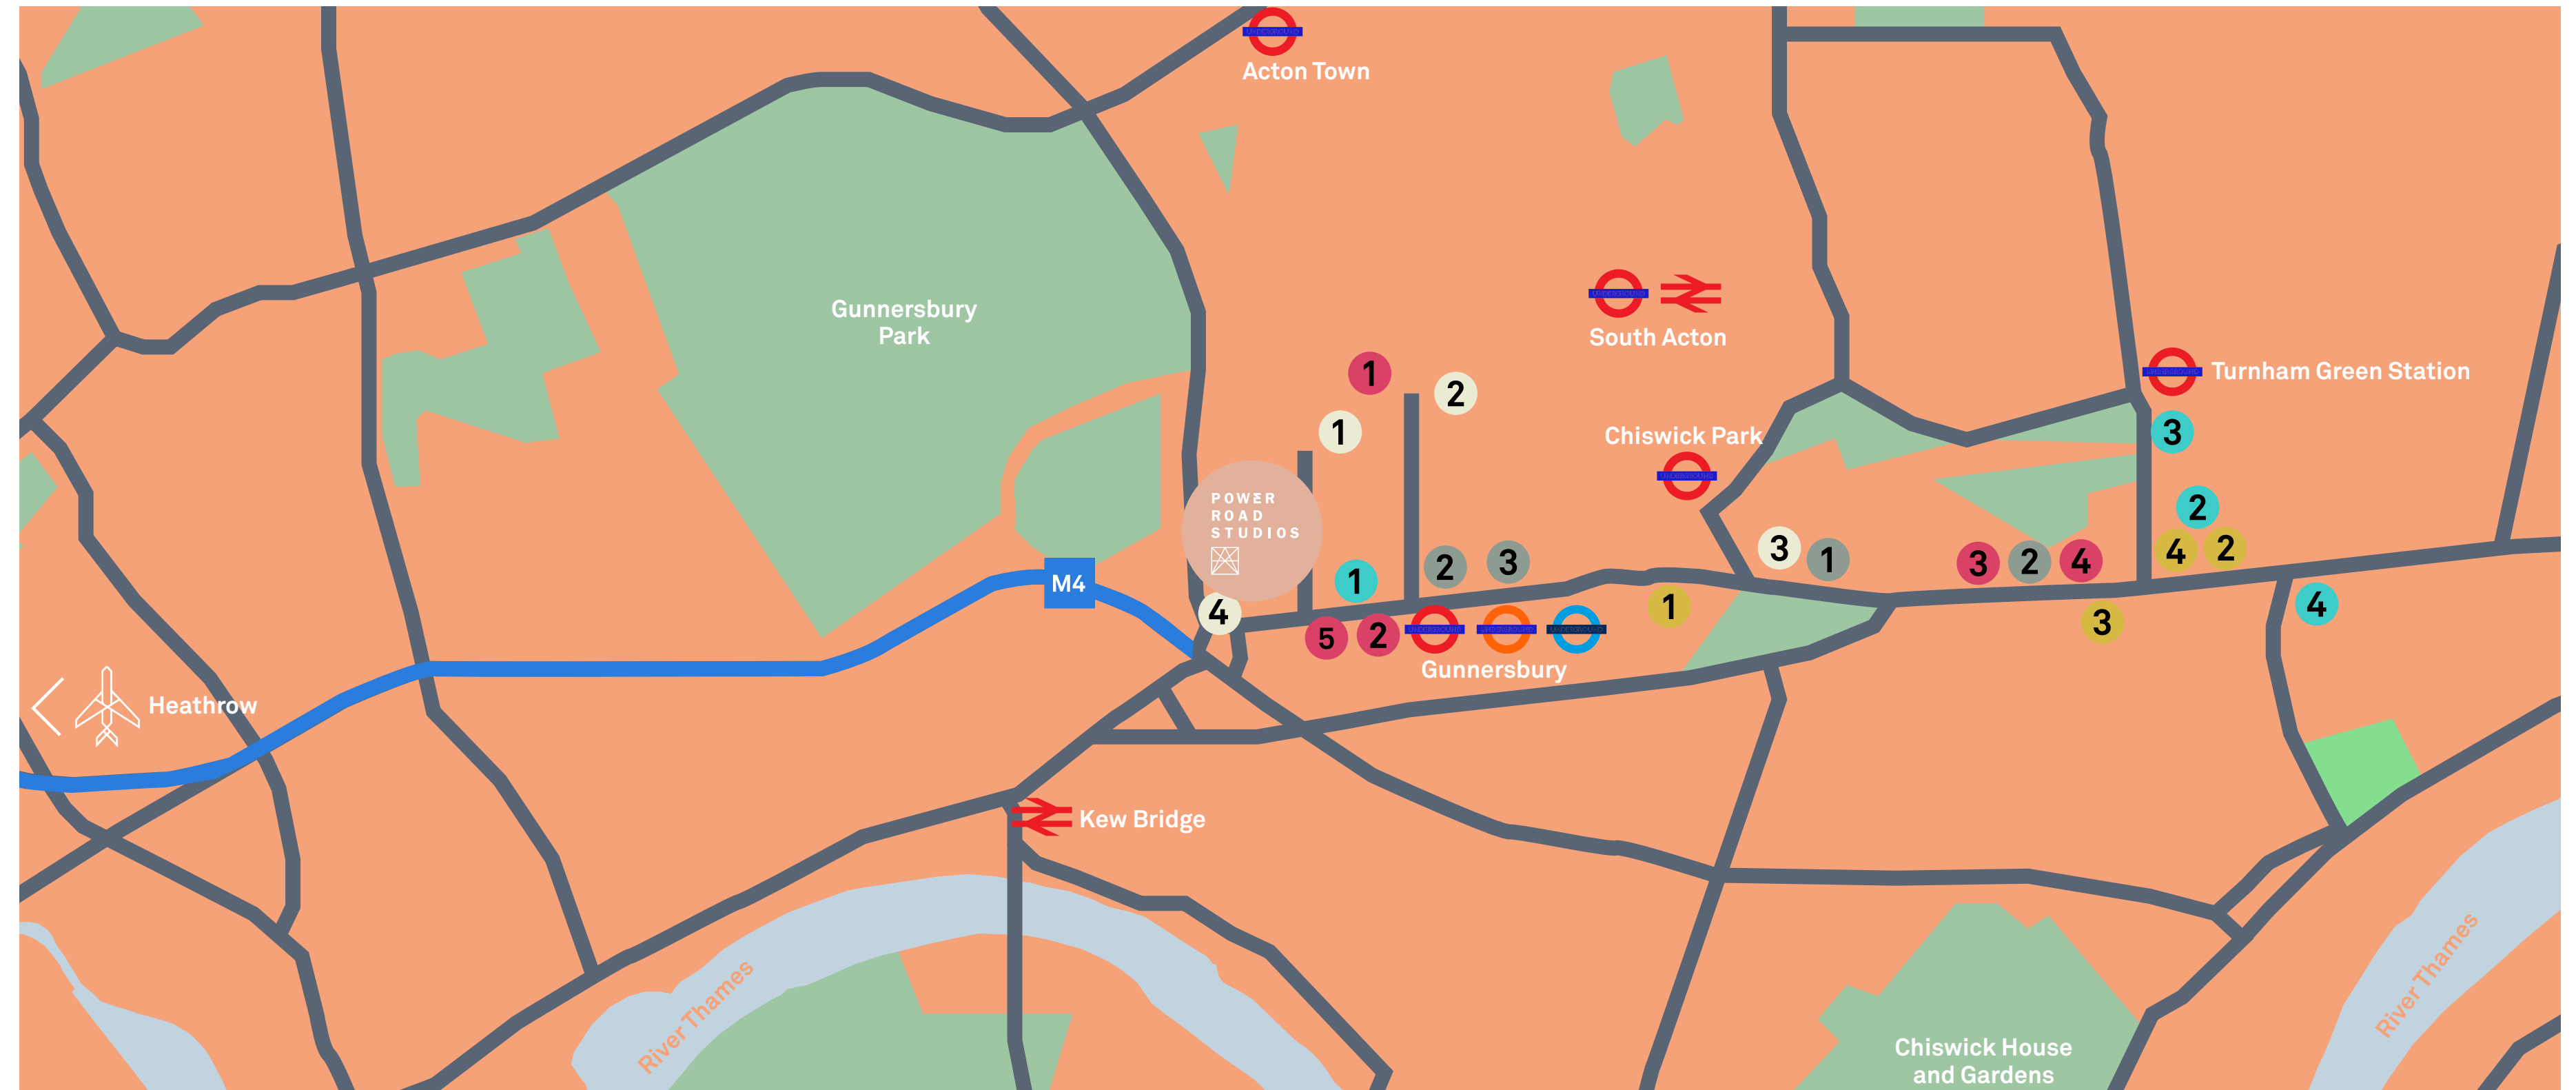 Acton Town
Gunnersbury
Park
South Acton
Turnham Green Station
1
2
1
3
Chiswick Park
POWER
ROAD
STUDIOS
2
3
1
4
2
1
2
3
3
2
4
M4
1
4
5
2
1
3
4
Gunnersbury
Heathrow
Kew Bridge
River Thames
River Thames
Chiswick House
and Gardens